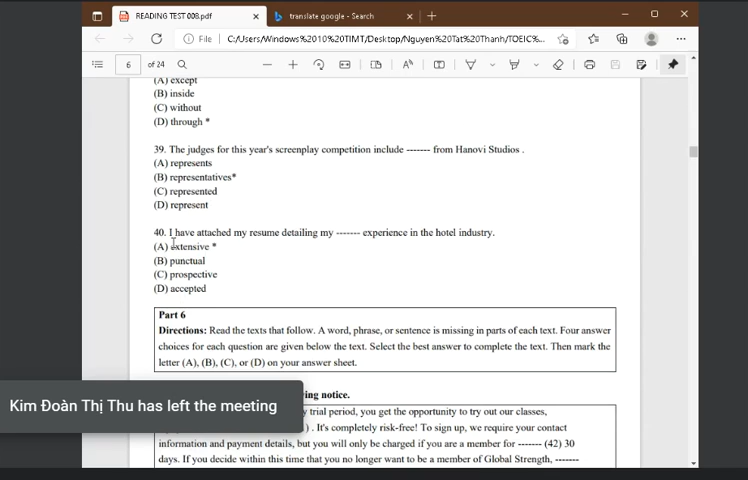 READING TEST 008.pdf
translate google - Search
File
C:/Users/Windows%2010%20TIMT/Desktop/Nguyen%20Tat%20Thanh/TOEIC%...
6 of 24
(A) except
(B) inside
(C) without
(D) through *
39. The judges for this year's screenplay competition include ------- from Hanovi Studios .
(A) represents
(B) representatives*
(C) represented
(D) represent
40. I have attached my resume detailing my ------- experience in the hotel industry.
(A) extensive *
(B) punctual
(C) prospective
(D) accepted
Part 6
Directions: Read the texts that follow. A word, phrase, or sentence is missing in parts of each text. Four answer
choices for each question are given below the text. Select the best answer to complete the text. Then mark the
letter (A), (B), (C), or (D) on your answer sheet.
ing notice.
Kim Đoàn Thị Thu has left the meeting
y trial period, you get the opportunity to try out our classes,
) . It's completely risk-free! To sign up, we require your contact
information and payment details, but you will only be charged if you are a member for ------- (42) 30
days. If you decide within this time that you no longer want to be a member of Global Strength, -------